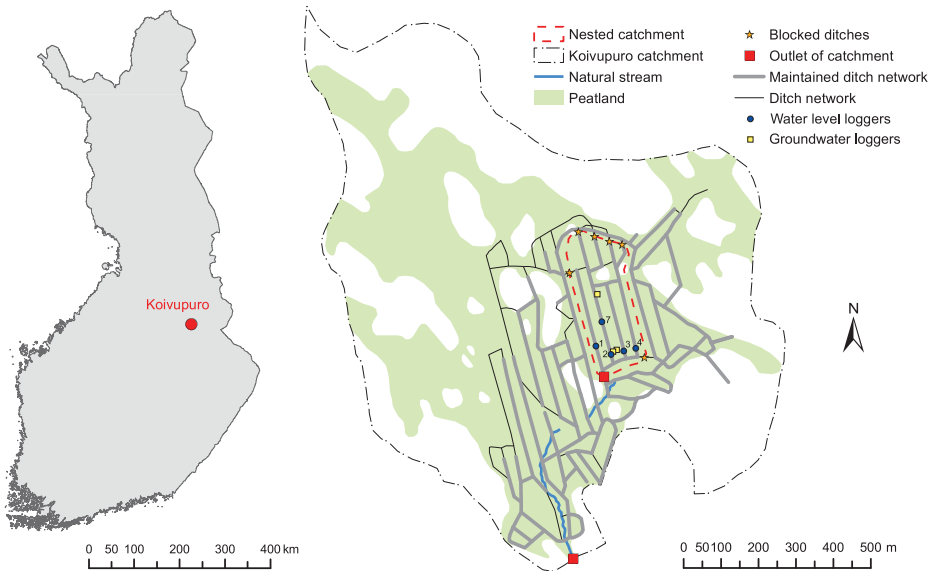 Nested catchment
Koivupuro catchment
Natural stream
Peatland
Blocked ditches
Outlet of catchment
Maintained ditch network
Ditch network
Water level loggers
Groundwater loggers
Koivupuro
7
1
2
3
4
N
0 50 100 200 300 400 km
0 50 100 200 300 400 500 m